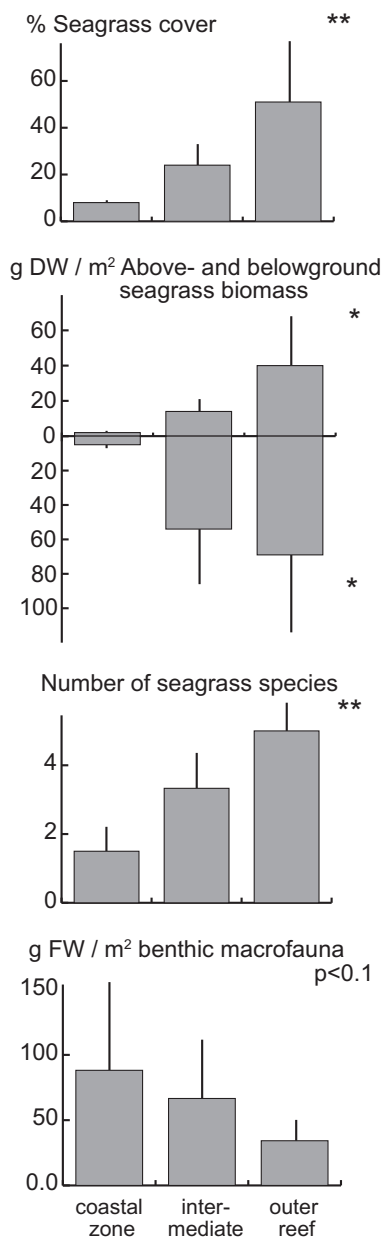 % Seagrass cover
**
60
40
20
0
g DW / m² Above- and belowground
seagrass biomass
*
60
40
20
0
20
40
60
80
100
*
Number of seagrass species
**
4
2
0
g FW / m² benthic macrofauna
p<0.1
150
100
50
0.0
coastal
zone
inter-
mediate
outer
reef